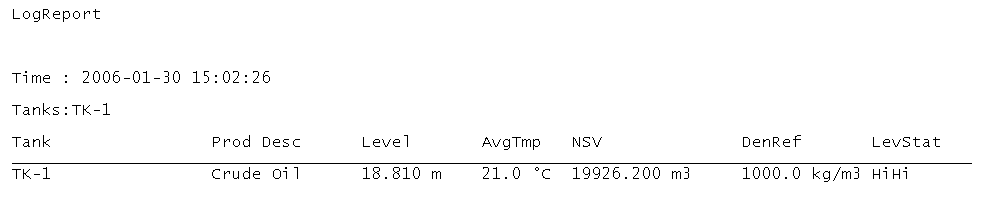 LogReport
Time : 2006-01-30 15:02:26
Tanks:TK-1
Tank Prod Desc Level AvgTmp NSV DenRef LevStat
TK-1 Crude Oil 18.810 m 21.0 °C 19926.200 m3 1000.0 kg/m3 HiHi